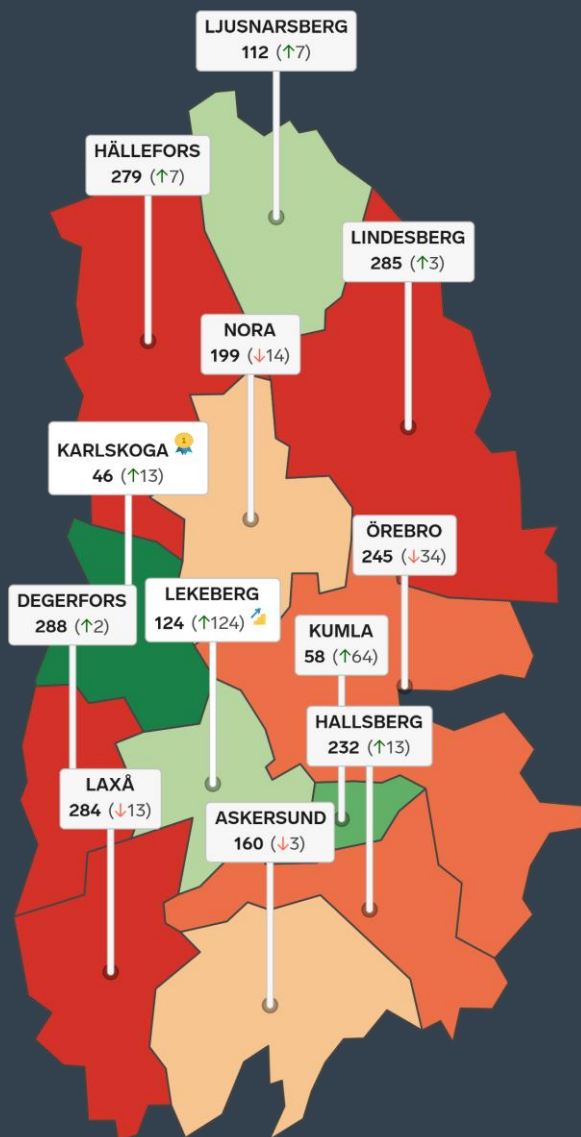 LJUSNARSBERG
112 (↑7)
HÄLLEFORS
279 (↑7)
LINDESBERG
285 (↑3)
NORA
199 (↓14)
KARLSKOGA
46 (↑13)
ÖREBRO
245 (↓34)
DEGERFORS
288 (↑2)
LEKEBERG
124 (↑124)
KUMLA
58 (↑64)
HALLSBERG
232 (↑13)
LAXÅ
284 (↓13)
ASKERSUND
160 (↓3)